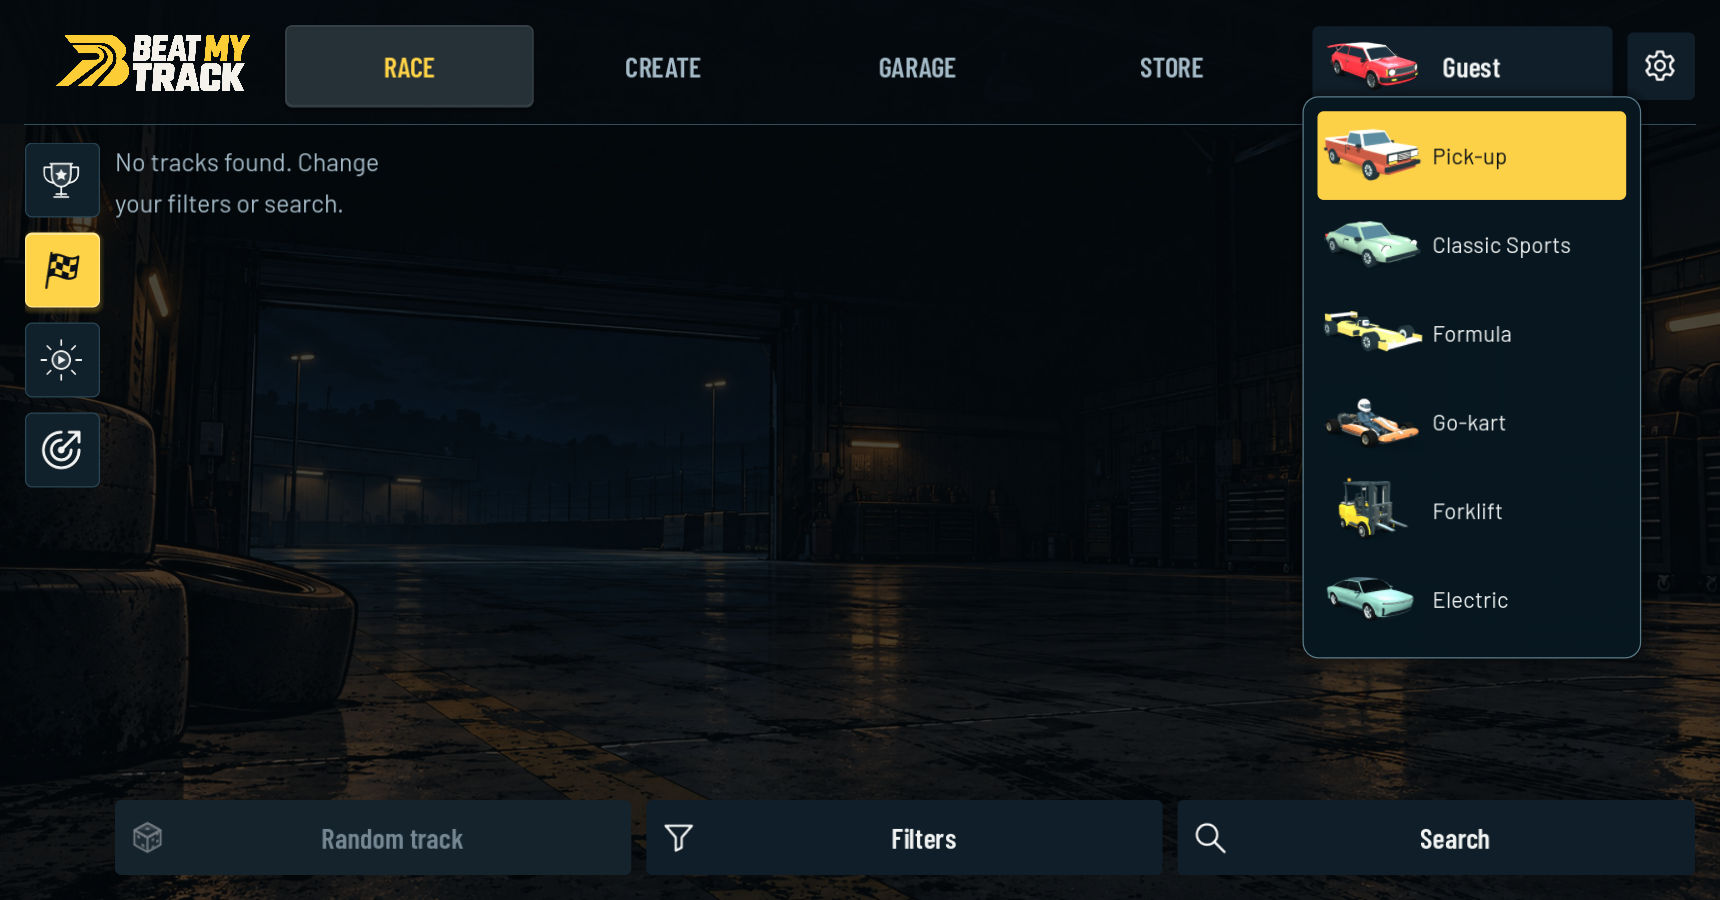 BEAT MY
TRACK
RACE
CREATE
GARAGE
STORE
Guest
No tracks found. Change
your filters or search.
Pick-up
Classic Sports
Formula
Go-kart
Forklift
Electric
Random track
Filters
Search